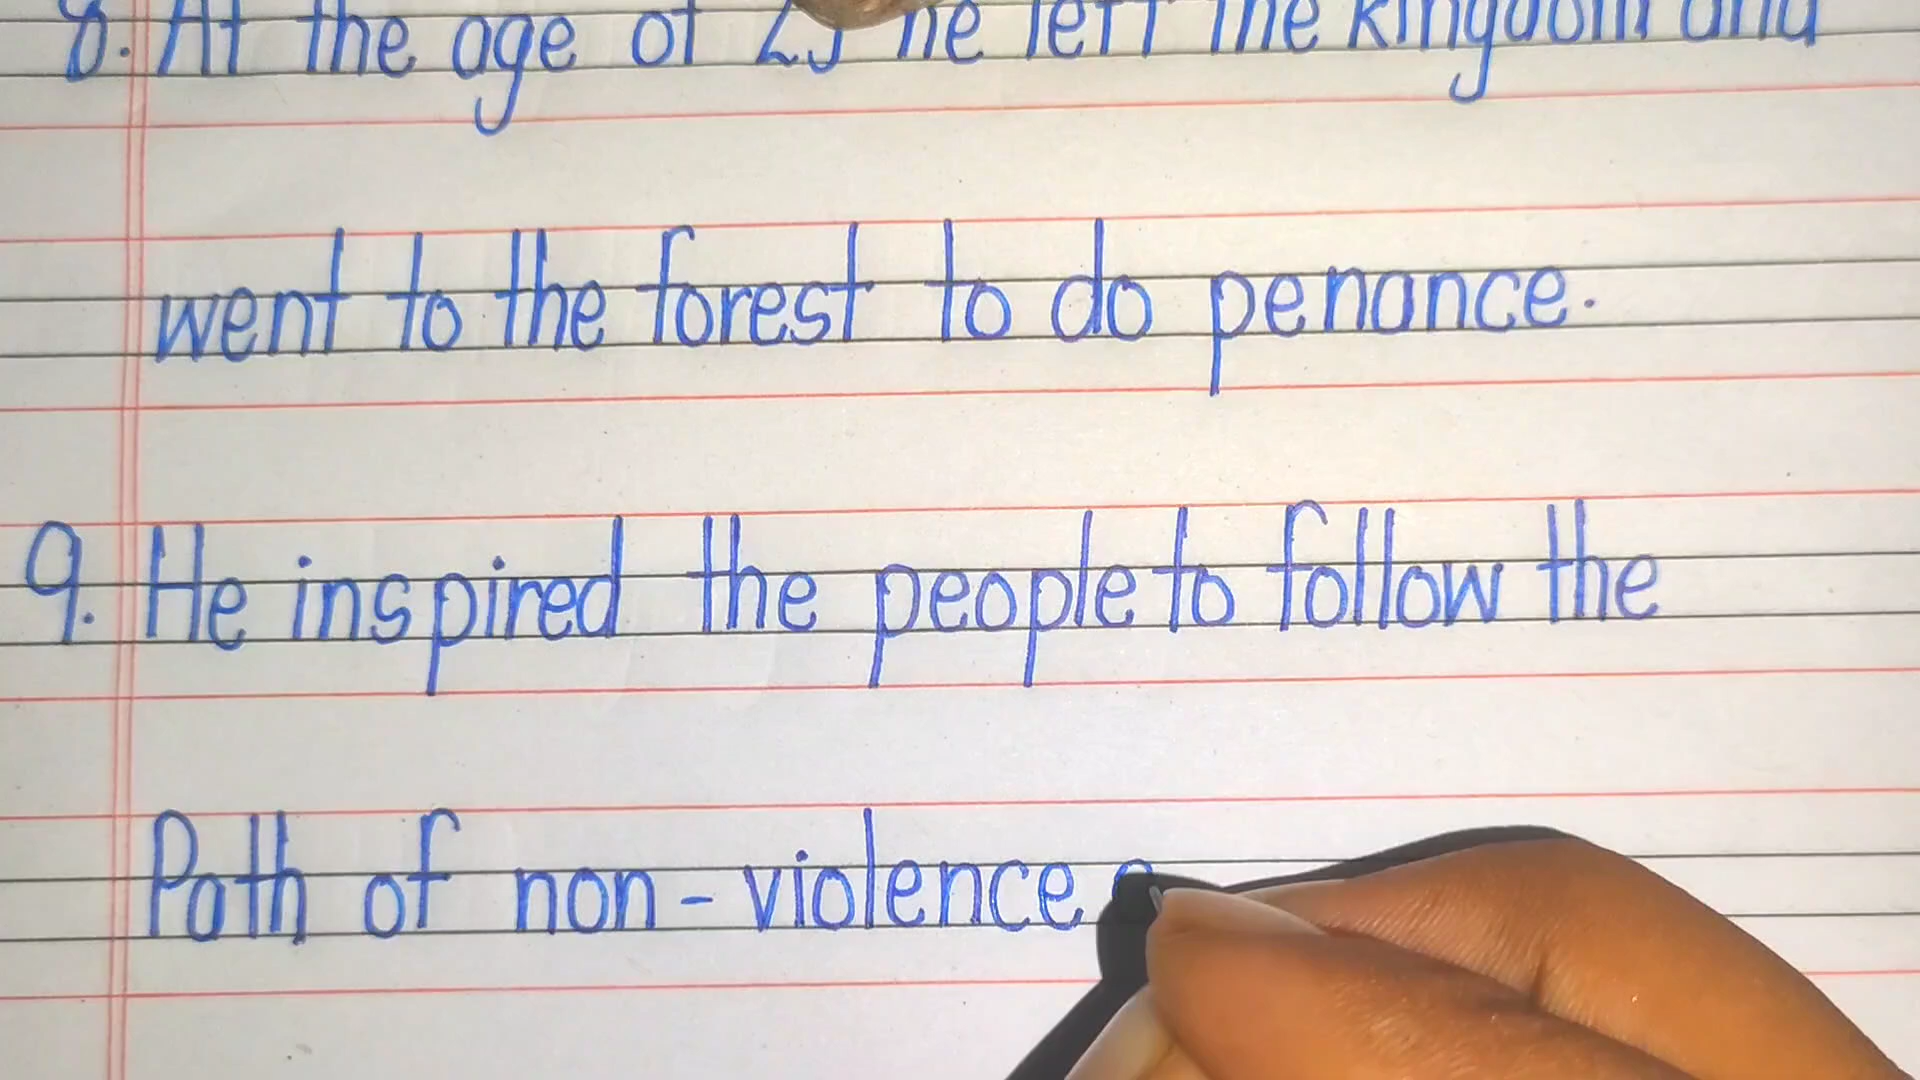 8. At the age of 29 he left the kingdom and
went to the forest to do penance.
9. He inspired the people to follow the
Path of non-violence